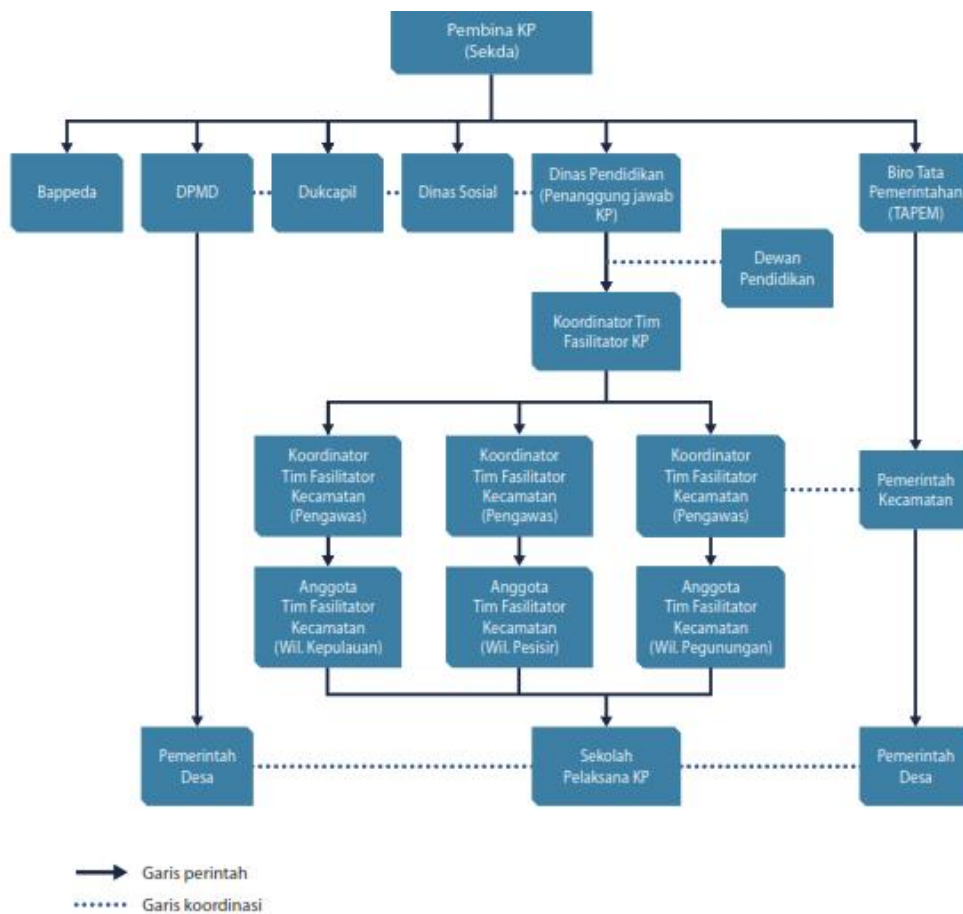 Pembina KP
(Sekda)
Bappeda
DPMD
Dukcapil
Dinas Sosial
Dinas Pendidikan
(Penanggung jawab
KP)
Biro Tata
Pemerintahan
(TAPEM)
Dewan
Pendidikan
Koordinator Tim
Fasilitator KP
Koordinator
Tim Fasilitator
Kecamatan
(Pengawas)
Koordinator
Tim Fasilitator
Kecamatan
(Pengawas)
Koordinator
Tim Fasilitator
Kecamatan
(Pengawas)
Pemerintah
Kecamatan
Anggota
Tim Fasilitator
Kecamatan
(Wil. Kepulauan)
Anggota
Tim Fasilitator
Kecamatan
(Wil. Pesisir)
Anggota
Tim Fasilitator
Kecamatan
(Wil. Pegunungan)
Pemerintah
Desa
Sekolah
Pelaksana KP
Pemerintah
Desa
Garis perintah
Garis koordinasi